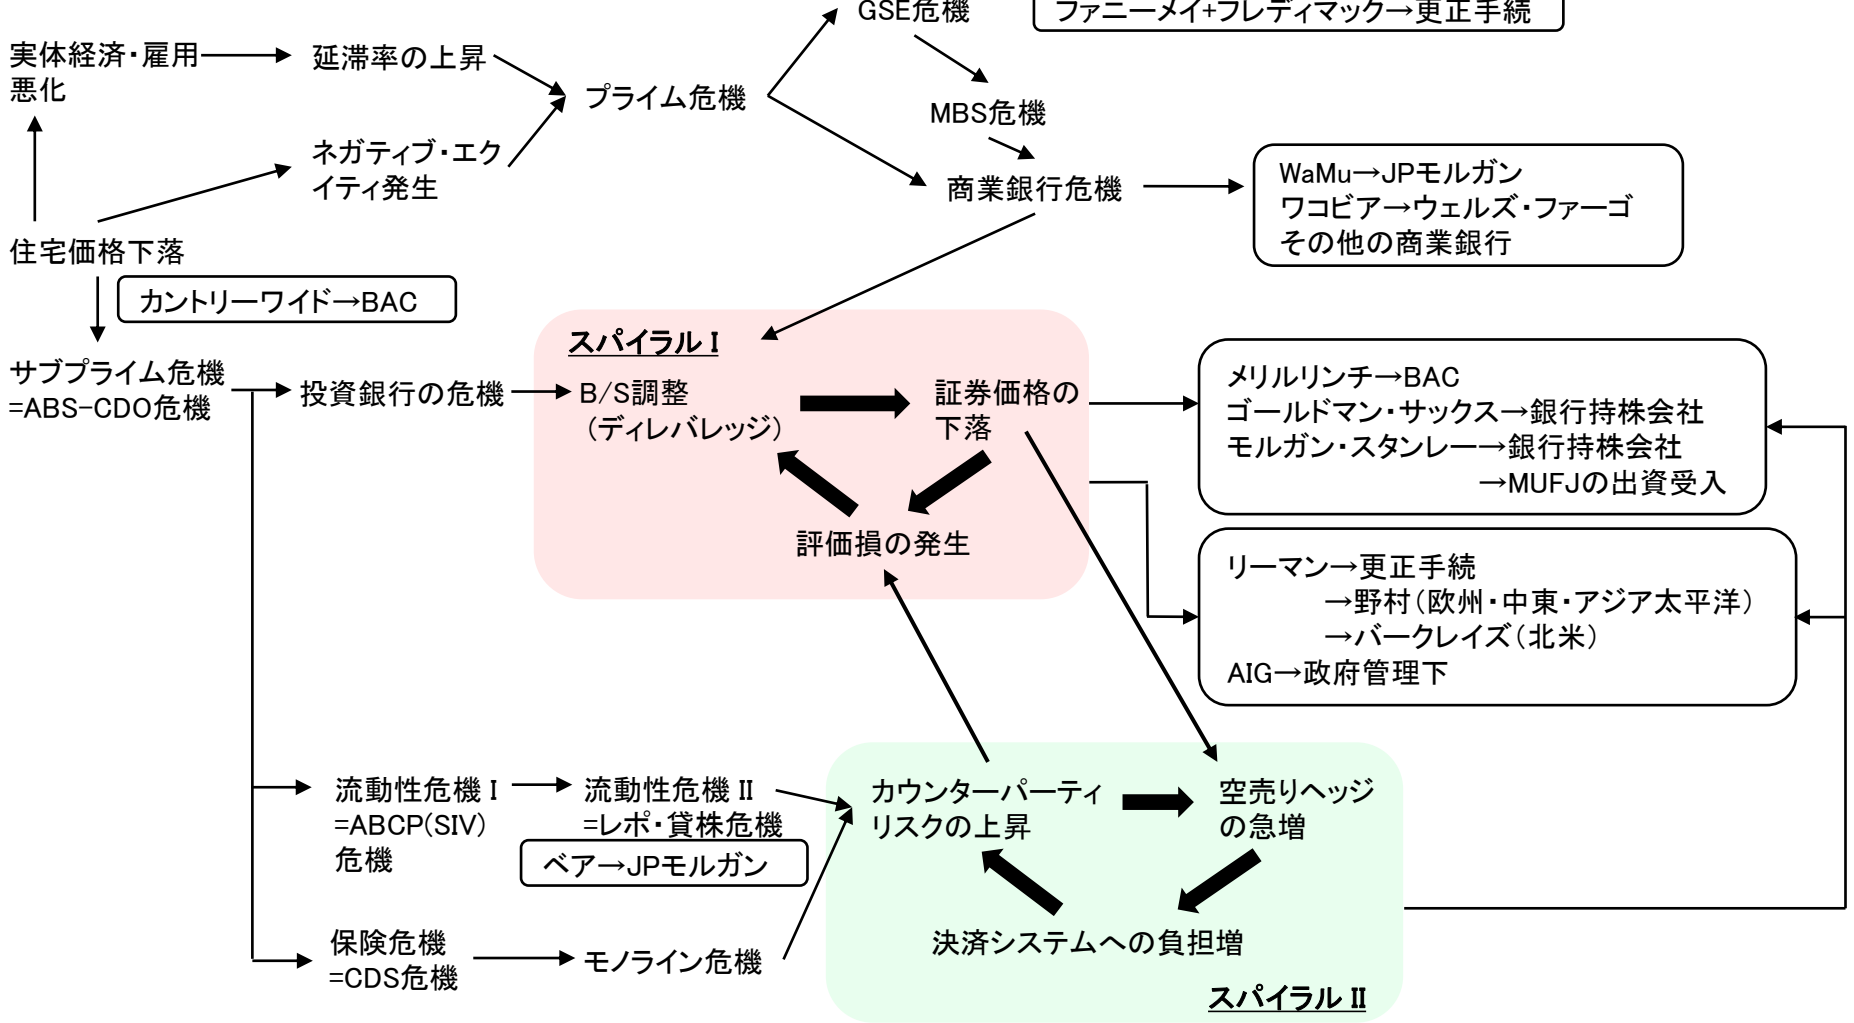 GSE危機
ファニーメイ+フレディマック→更正手続
実体経済・雇用
悪化
延滞率の上昇
プライム危機
MBS危機
ネガティブ・エク
イティ発生
商業銀行危機
WaMu→JPモルガン
ワコビア→ウェルズ・ファーゴ
その他の商業銀行
住宅価格下落
カントリーワイド→BAC
サブプライム危機
=ABS-CDO危機
投資銀行の危機
スパイラル I
B/S調整
(ディレバレッジ)
証券価格の
下落
評価損の発生
メリルリンチ→BAC
ゴールドマン・サックス→銀行持株会社
モルガン・スタンレー→銀行持株会社
→MUFJの出資受入
リーマン→更正手続
→野村(欧州・中東・アジア太平洋)
→バークレイズ(北米)
AIG→政府管理下
流動性危機 I
=ABCP(SIV)
危機
流動性危機 II
=レポ・貸株危機
ベア→JPモルガン
カウンターパーティ
リスクの上昇
空売りヘッジ
の急増
決済システムへの負担増
保険危機
=CDS危機
モノライン危機
スパイラル II